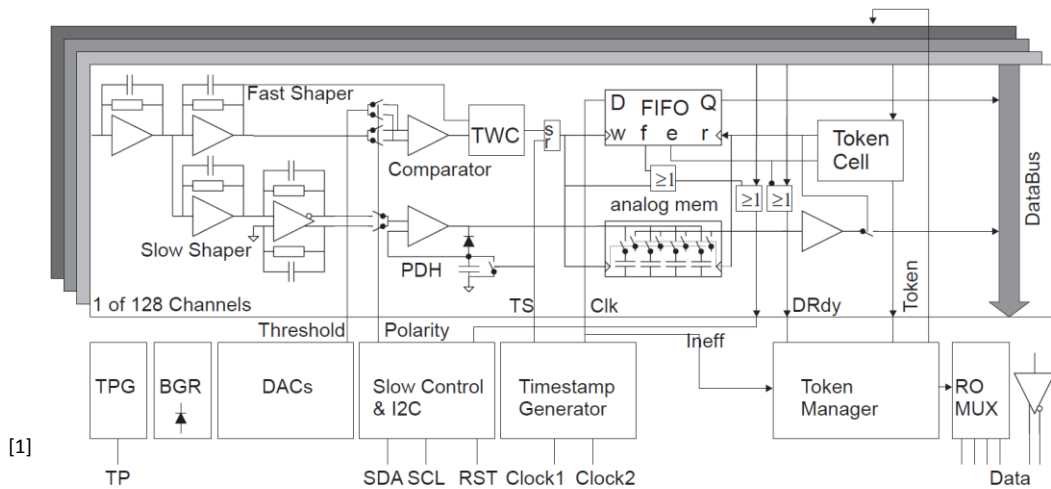 Fast Shaper
D FIFO Q
w f e r
TWC
s
r
Token
Cell
Comparator
≥1
≥1
≥1
analog mem
DataBus
Slow Shaper
PDH
1 of 128 Channels
TS
Clk
DRdy
Token
Threshold
Polarity
Ineff
TPG
BGR
DACs
Slow Control
& I2C
Timestamp
Generator
Token
Manager
RO
MUX
[1]
TP
SDA SCL RST Clock1 Clock2
Data